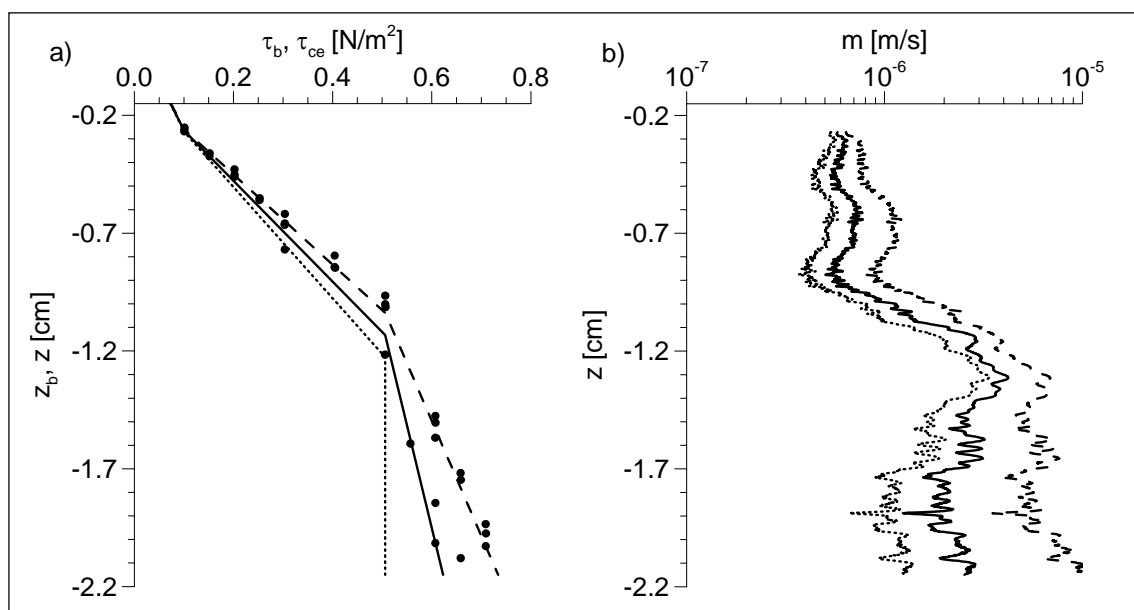 a)
τb, τce [N/m²]
0.0 0.2 0.4 0.6 0.8
-0.2
-0.7
-1.2
-1.7
-2.2
zb, z [cm]
b)
m [m/s]
10⁻⁷ 10⁻⁶ 10⁻⁵
-0.2
-0.7
-1.2
-1.7
-2.2
z [cm]